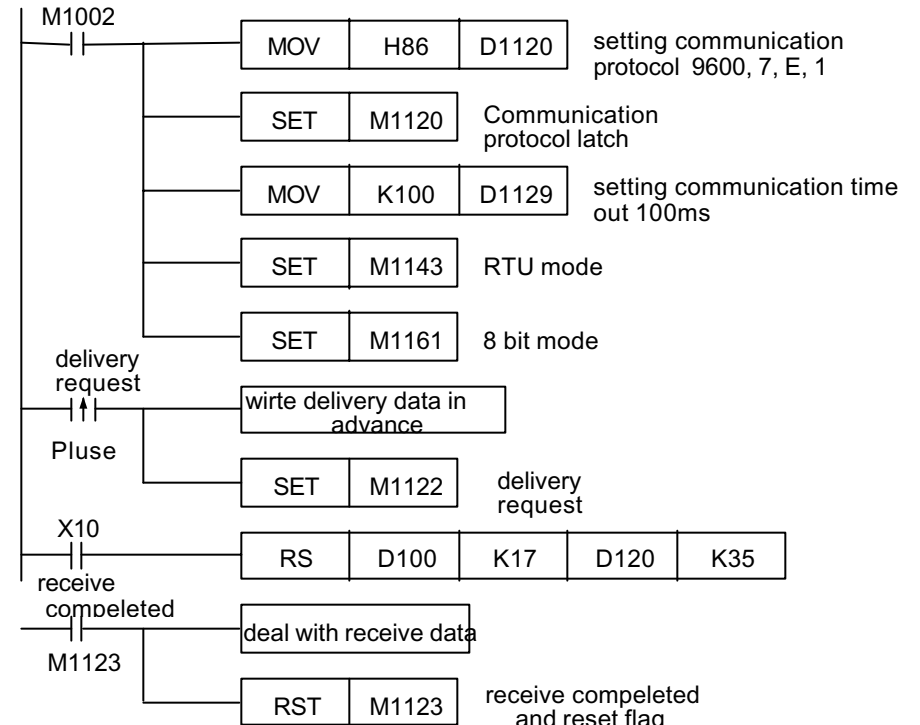 M1002
MOV H86 D1120
setting communication
protocol 9600, 7, E, 1
SET M1120
Communication
protocol latch
MOV K100 D1129
setting communication time
out 100ms
SET M1143
RTU mode
SET M1161
8 bit mode
delivery
request
Pluse
wirte delivery data in
advance
SET M1122
delivery
request
X10
RS D100 K17 D120 K35
receive
compeleted
M1123
deal with receive data
RST M1123
receive compeleted
and reset flag